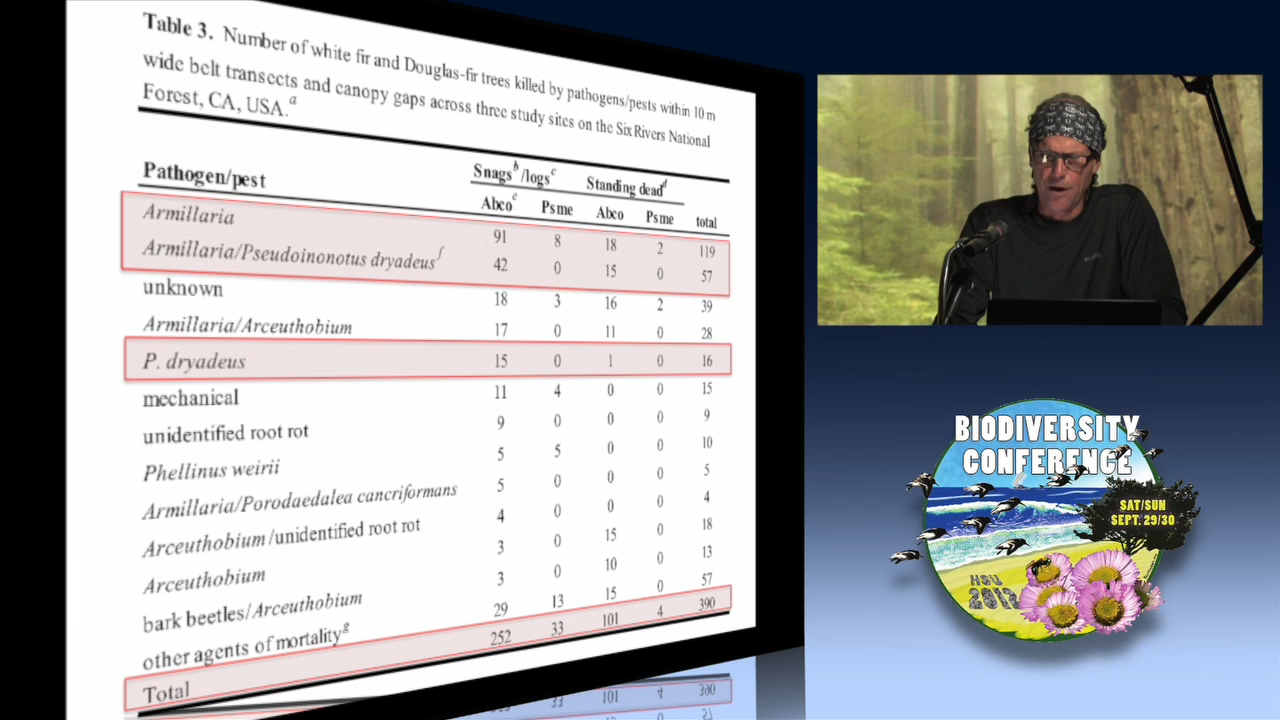 Table 3. Number of white fir and Douglas-fir trees killed by pathogens/pests within 10 m
wide belt transects and canopy gaps across three study sites on the Six Rivers National
Forest, CA, USA.a
Pathogen/pest Snagsb/logsc Standing deadd
Abcoe Psme Abco Psme total
Armillaria 91 8 18 2 119
Armillaria/Pseudoinonotus dryadeusf 42 0 15 0 57
unknown 18 3 16 2 39
Armillaria/Arceuthobium 17 0 11 0 28
P. dryadeus 15 0 1 0 16
mechanical 11 4 0 0 15
unidentified root rot 9 0 0 0 9
Phellinus weirii 5 5 0 0 10
Armillaria/Porodaedalea cancriformans 5 0 0 0 5
Arceuthobium/unidentified root rot 4 0 0 0 4
Arceuthobium 3 0 15 0 18
bark beetles/Arceuthobium 3 0 10 0 13
other agents of mortalityg 29 13 15 0 57
Total 252 33 101 4 390
BIODIVERSITY
CONFERENCE
SAT/SUN
SEPT. 29/30
HSU
2012